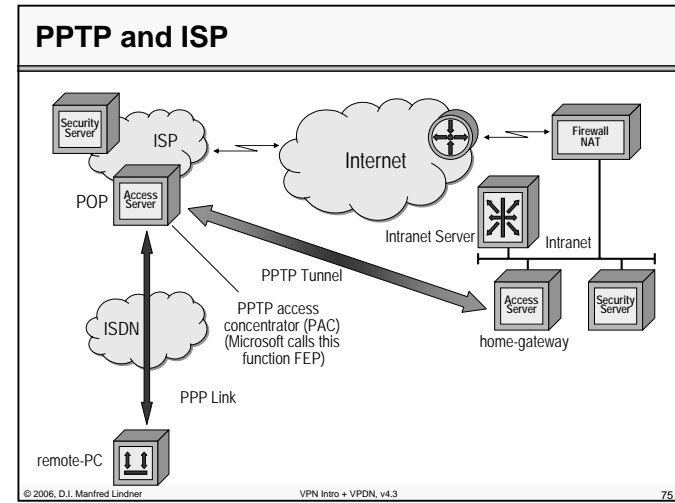 PPTP and ISP
Security
Server
ISP
Internet
Firewall
NAT
POP
Access
Server
Intranet Server
Intranet
PPTP Tunnel
PPTP access
concentrator (PAC)
(Microsoft calls this
function FEP)
Access
Server
Security
Server
home-gateway
ISDN
PPP Link
remote-PC
© 2006, D.I. Manfred Lindner
VPN Intro + VPDN, v4.3
75